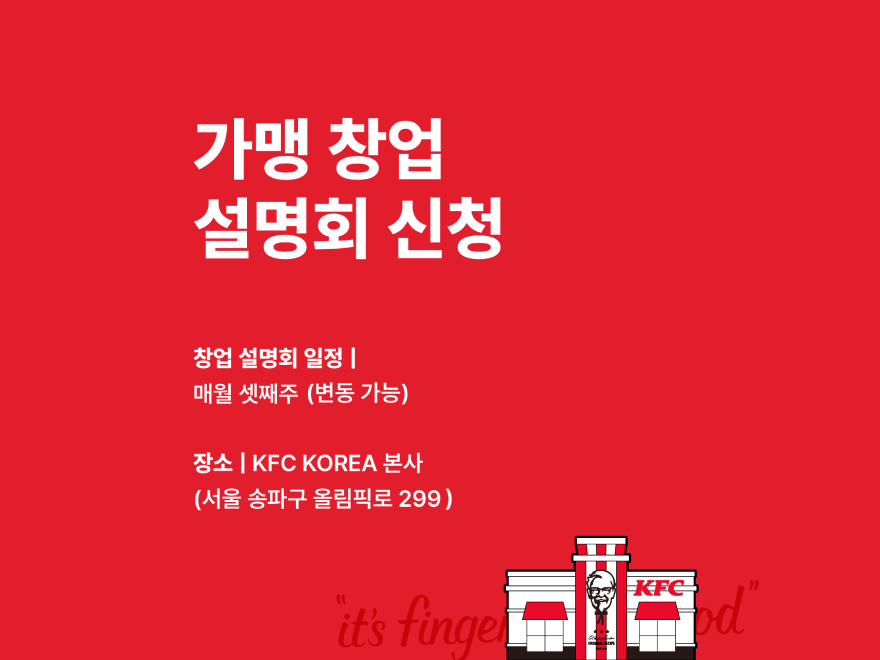 가맹 창업
설명회 신청
창업 설명회 일정 |
매월 셋째주 (변동 가능)
장소 | KFC KOREA 본사
(서울 송파구 올림픽로 299)
KFC
"it's finger od"